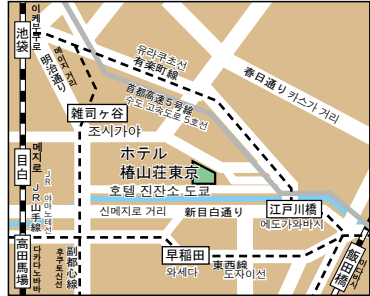 이케부쿠로
池袋
明治通り
메이지 거리
유라쿠초선
有楽町線
首都高速5号線
수도 고속도로 5호선
春日通り 카스가 거리
雑司ヶ谷
조시가야
目白
메지로
JR山手線
JR 야마노테선
ホテル
椿山荘東京
호텔 진잔소 도쿄
신메지로 거리 新目白通り
江戸川橋
에도가와바시
高田馬場
다카다노바바
副都心線
후쿠토신선
早稲田
와세다
東西線
도자이선
飯田橋
이다바시